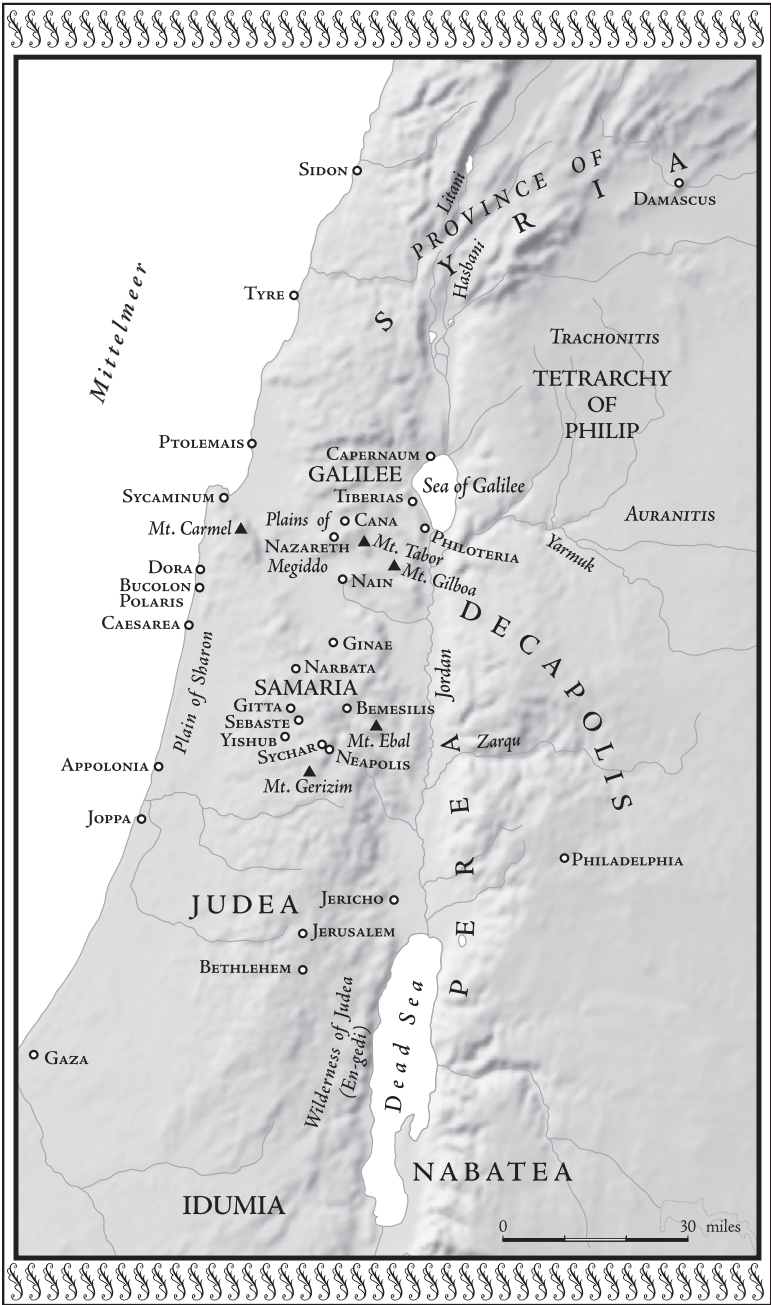 SIDON
PROVINCE OF
SYRIA
DAMASCUS
Litani
Hasbani
TYRE
Mittelmeer
TRACHONITIS
TETRARCHY
OF
PHILIP
PTOLEMAIS
CAPERNAUM
GALILEE
Sea of Galilee
SYCAMINUM
TIBERIAS
AURANITIS
Mt. Carmel
Plains of
Megiddo
CANA
NAZARETH
Mt. Tabor
PHILOTERIA
Yarmuk
Mt. Gilboa
DORA
NAIN
BUCOLON
POLARIS
DECAPOLIS
CAESAREA
Plain of Sharon
GINAE
Jordan
NARBATA
SAMARIA
GITTA
BEMESILIS
SEBASTE
YISHUB
Mt. Ebal
Zarqu
SYCHAR
NEAPOLIS
APPOLONIA
Mt. Gerizim
PEREA
JOPPA
PHILADELPHIA
JUDEA
JERICHO
JERUSALEM
BETHLEHEM
Wilderness of Judea
(En-gedi)
Dead Sea
GAZA
NABATEA
IDUMIA
0 30 miles